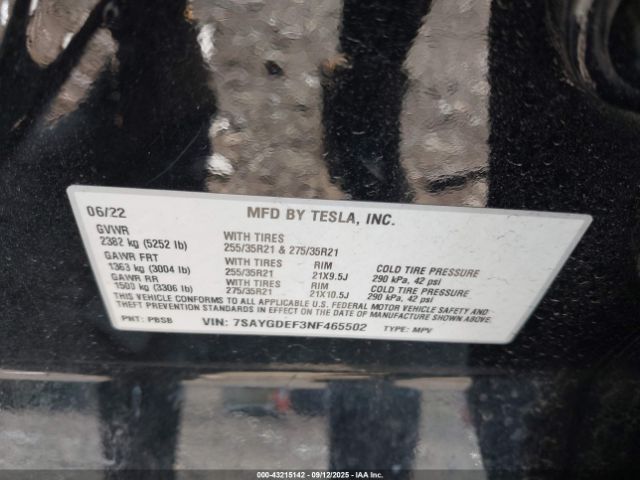 06/22 MFD BY TESLA, INC.
GVWR
2382 kg (5252 lb) WITH TIRES 255/35R21 & 275/35R21
GAWR FRT WITH TIRES RIM COLD TIRE PRESSURE
1363 kg (3004 lb) 255/35R21 21X9.5J 290 kPa, 42 psi
GAWR RR WITH TIRES RIM COLD TIRE PRESSURE
1500 kg (3306 lb) 275/35R21 21X10.5J 290 kPa, 42 psi
THIS VEHICLE CONFORMS TO ALL APPLICABLE U.S. FEDERAL MOTOR VEHICLE SAFETY AND
THEFT PREVENTION STANDARDS IN EFFECT ON THE DATE OF MANUFACTURE SHOWN ABOVE.
PNT: PBSB VIN: 7SAYGDEF3NF465502 TYPE: MPV
000-43215142 - 09/12/2025 - IAA Inc.